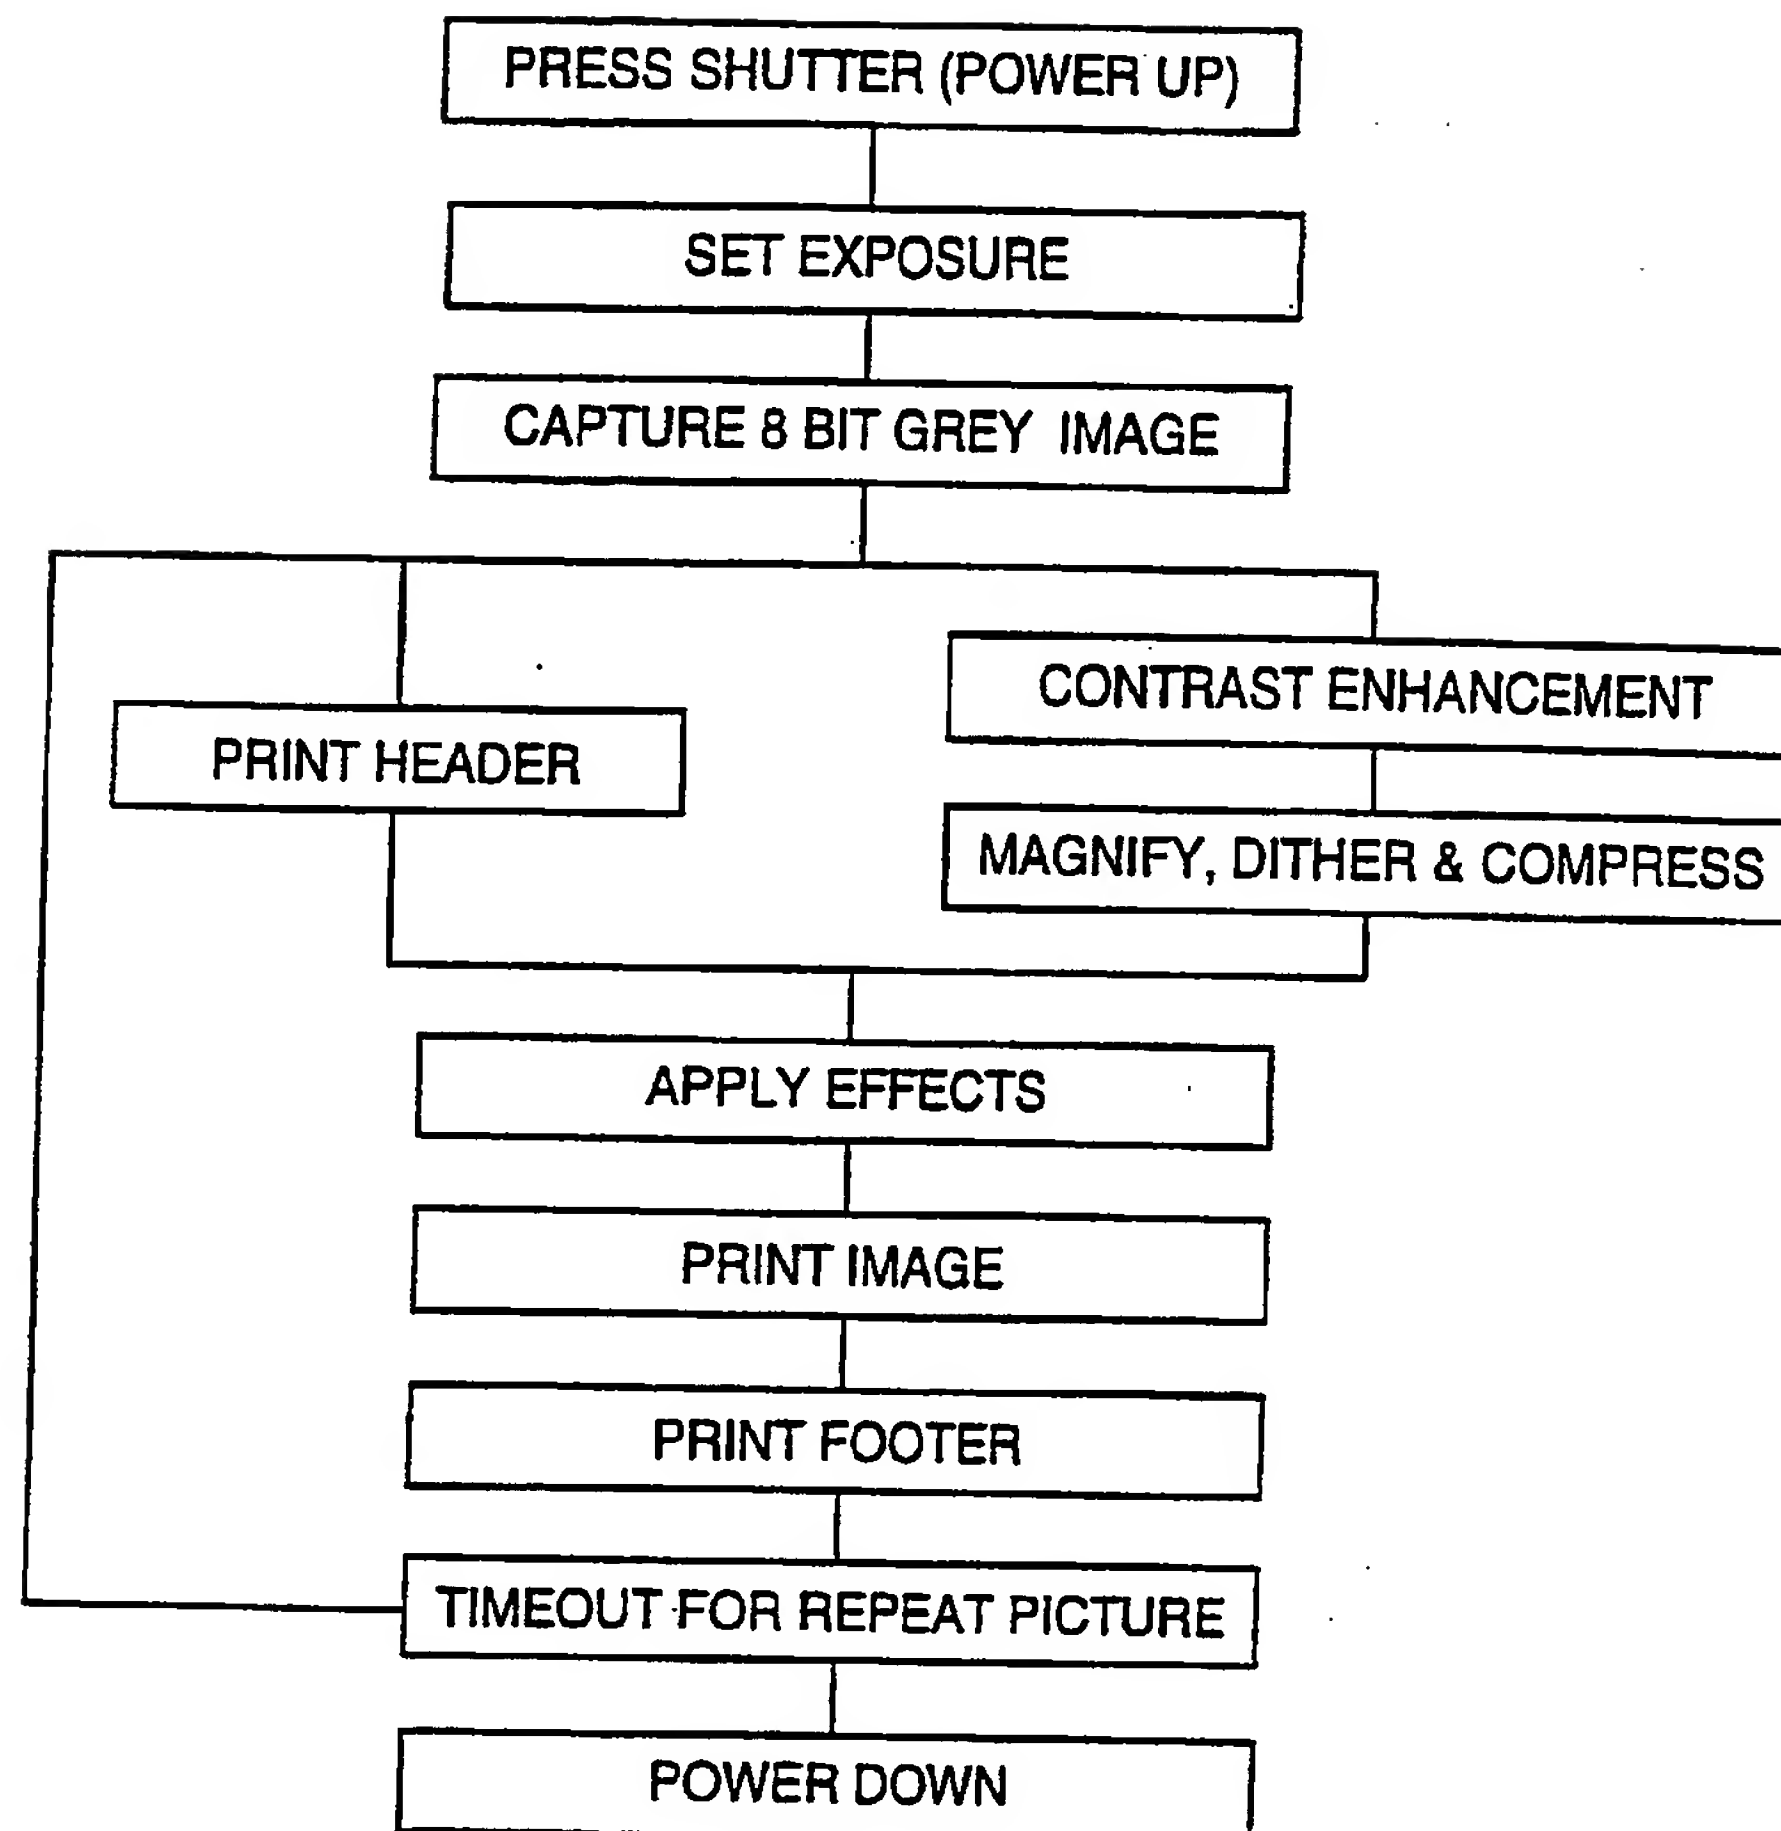 PRESS SHUTTER (POWER UP)
SET EXPOSURE
CAPTURE 8 BIT GREY IMAGE
CONTRAST ENHANCEMENT
PRINT HEADER
MAGNIFY, DITHER & COMPRESS
APPLY EFFECTS
PRINT IMAGE
PRINT FOOTER
TIMEOUT FOR REPEAT PICTURE
POWER DOWN